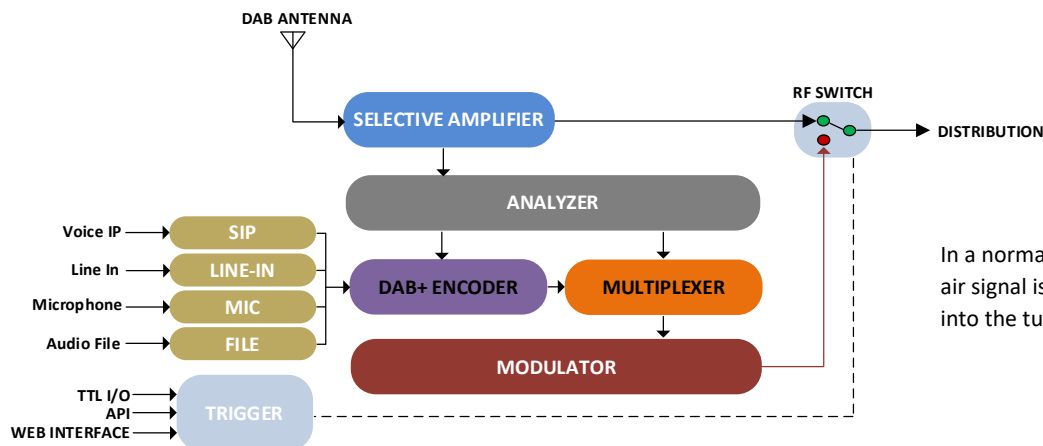 DAB ANTENNA
RF SWITCH
SELECTIVE AMPLIFIER
DISTRIBUTION
ANALYZER
Voice IP
SIP
Line In
LINE-IN
Microphone
MIC
Audio File
FILE
DAB+ ENCODER
MULTIPLEXER
MODULATOR
In a norma
air signal is
into the tu
TTL I/O
API
WEB INTERFACE
TRIGGER